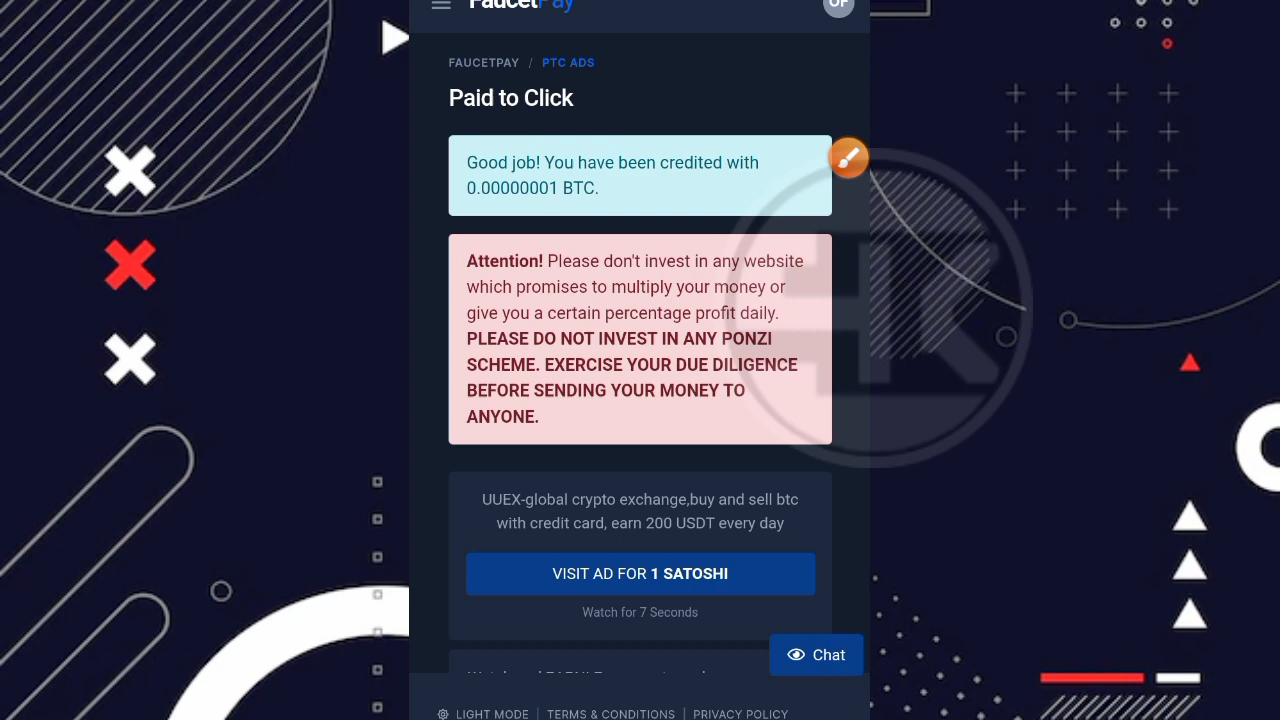 FaucetPay
OF
FAUCETPAY / PTC ADS
Paid to Click
Good job! You have been credited with
0.00000001 BTC.
Attention! Please don't invest in any website
which promises to multiply your money or
give you a certain percentage profit daily.
PLEASE DO NOT INVEST IN ANY PONZI
SCHEME. EXERCISE YOUR DUE DILIGENCE
BEFORE SENDING YOUR MONEY TO
ANYONE.
UUEX-global crypto exchange,buy and sell btc
with credit card, earn 200 USDT every day
VISIT AD FOR 1 SATOSHI
Watch for 7 Seconds
Chat
LIGHT MODE | TERMS & CONDITIONS | PRIVACY POLICY